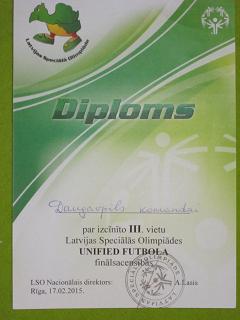 Latvijas Speciālā Olimpiāde
Diploms
Daugavpils komandai
par izcīnīto III. vietu
Latvijas Speciālās Olimpiādes
UNIFIED FUTBOLA
finālsacensībās
LSO Nacionālais direktors: A.Lasis
Rīga, 17.02.2015.